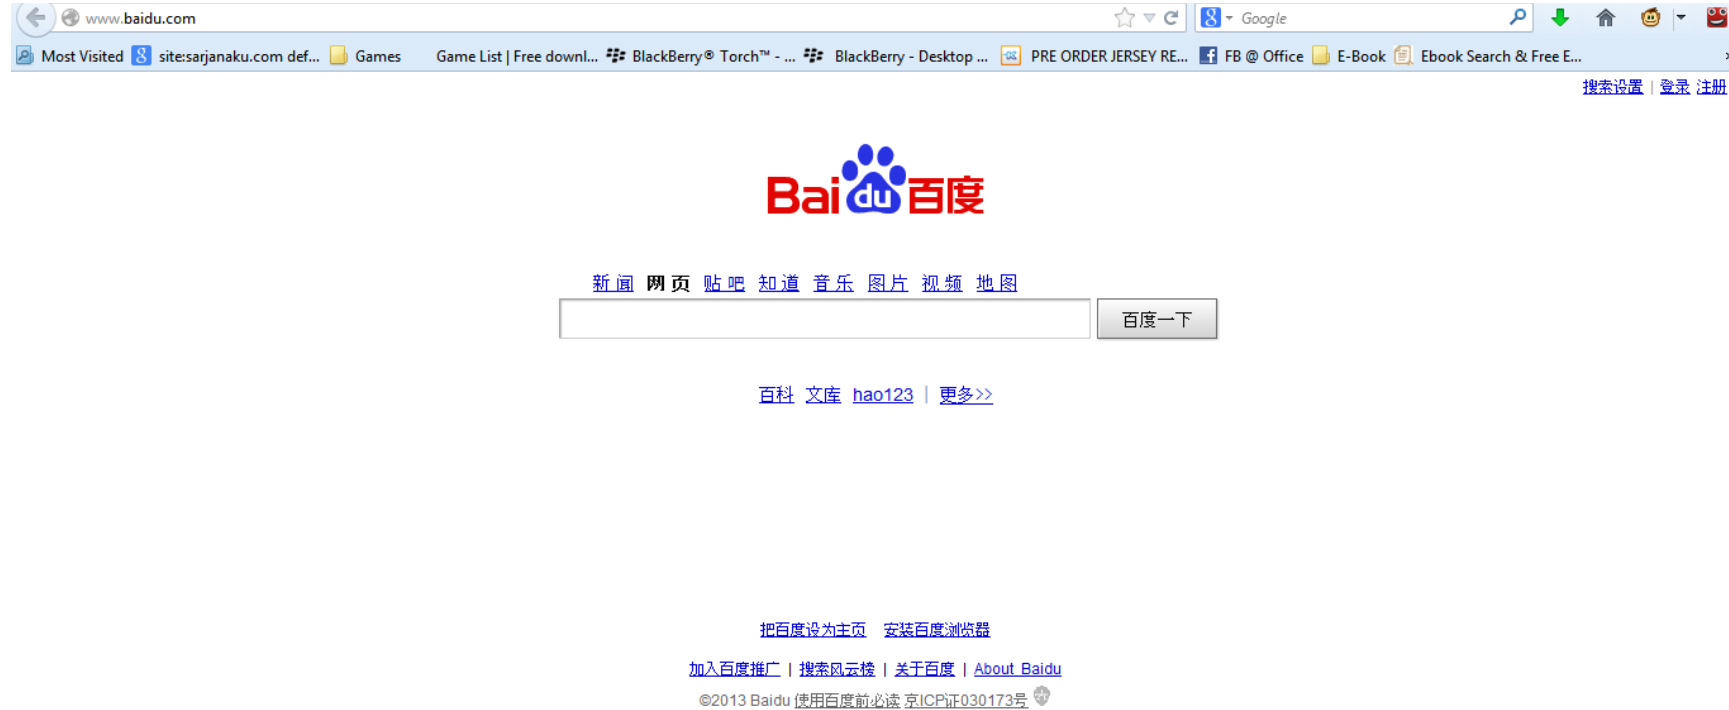 www.baidu.com
Google
Most Visited site:sarjanaku.com def... Games Game List | Free downl... BlackBerry® Torch™ - ... BlackBerry - Desktop ... PRE ORDER JERSEY RE... FB @ Office E-Book Ebook Search & Free E...
搜索设置 | 登录 注册
Bai du 百度
新 闻 网 页 贴 吧 知 道 音 乐 图 片 视 频 地 图
百度一下
百科 文库 hao123 | 更多>>
把百度设为主页 安装百度浏览器
加入百度推广 | 搜索风云榜 | 关于百度 | About Baidu
©2013 Baidu 使用百度前必读 京ICP证030173号